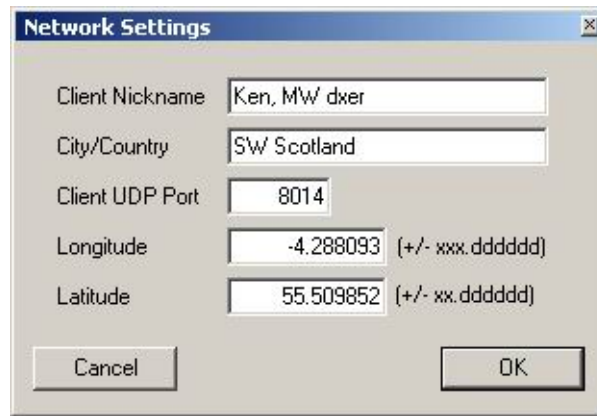 Network Settings
Client Nickname Ken, MW dxer
City/Country SW Scotland
Client UDP Port 8014
Longitude -4.288093 (+/- xxx.dddddd)
Latitude 55.509852 (+/- xx.dddddd)
Cancel OK